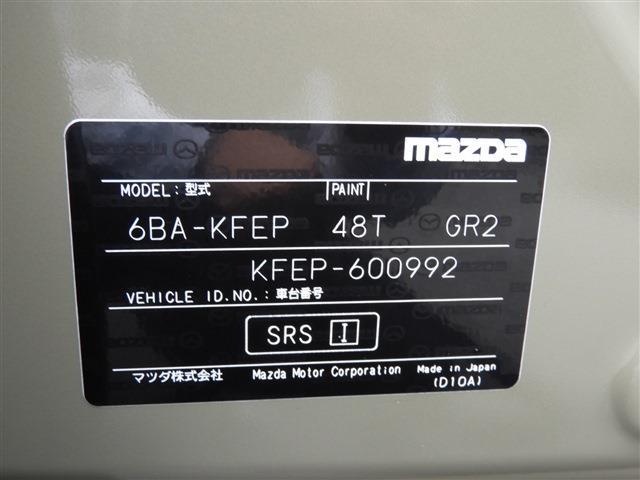 mazda
MODEL：型式 PAINT
6BA-KFEP 48T GR2
KFEP-600992
VEHICLE ID.NO.：車台番号
SRS I
マツダ株式会社 Mazda Motor Corporation Made in Japan
(D10A)